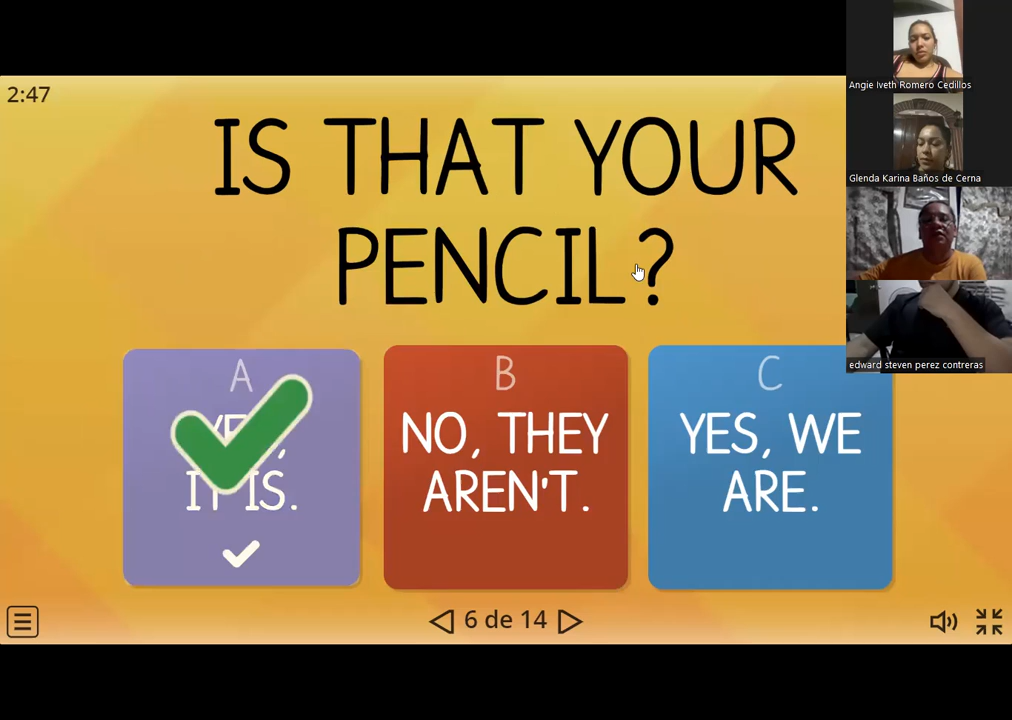 2:47
IS THAT YOUR
PENCIL?
A
IT IS.
B
NO, THEY
AREN'T.
C
YES, WE
ARE.
6 de 14
Angie Iveth Romero Cedillos
Glenda Karina Baños de Cerna
edward steven perez contreras